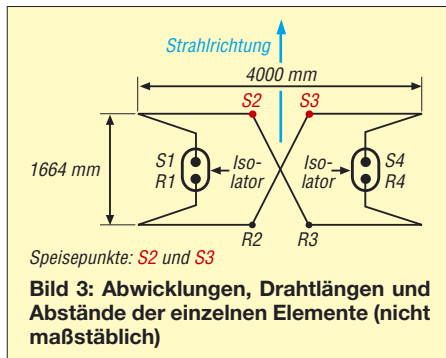 Strahlrichtung
4000 mm
S2 S3
1664 mm
S1 Iso- Iso- S4
R1 lator lator R4
R2 R3
Speisepunkte: S2 und S3
Bild 3: Abwicklungen, Drahtlängen und
Abstände der einzelnen Elemente (nicht
maßstäblich)